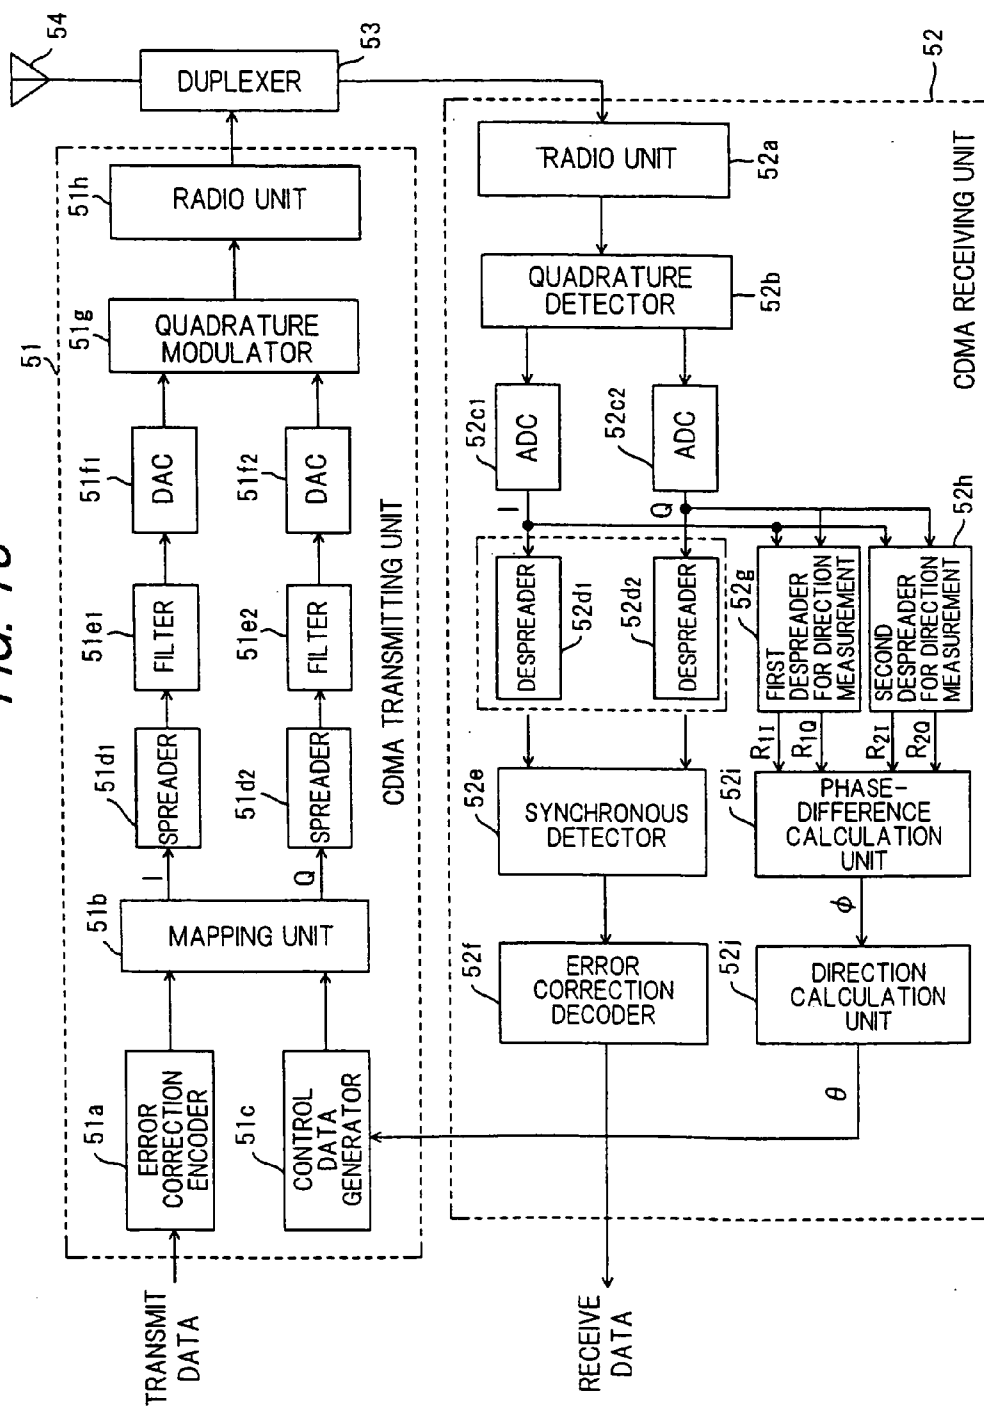 54
DUPLEXER
53
51
51h
RADIO UNIT
51g
QUADRATURE
MODULATOR
51f1
DAC
51f2
DAC
51e1
FILTER
51e2
FILTER
51d1
SPREADER
51d2
SPREADER
I
Q
51b
MAPPING UNIT
51a
ERROR
CORRECTION
ENCODER
51c
CONTROL
DATA
GENERATOR
TRANSMIT
DATA
CDMA TRANSMITTING UNIT
52
RADIO UNIT
52a
QUADRATURE
DETECTOR
52b
52c1
ADC
52c2
ADC
I
Q
DESPREADER
52d1
DESPREADER
52d2
52g
FIRST
DESPREADER
FOR DIRECTION
MEASUREMENT
52h
SECOND
DESPREADER
FOR DIRECTION
MEASUREMENT
R1I
R1Q
R2I
R2Q
52e
SYNCHRONOUS
DETECTOR
52i
PHASE-
DIFFERENCE
CALCULATION
UNIT
φ
52f
ERROR
CORRECTION
DECODER
52j
DIRECTION
CALCULATION
UNIT
θ
RECEIVE
DATA
CDMA RECEIVING UNIT